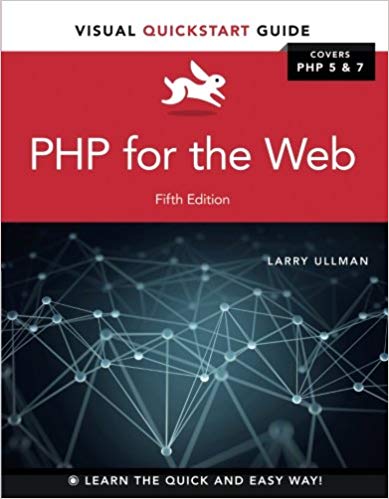 VISUAL QUICKSTART GUIDE
COVERS
PHP 5 & 7
PHP for the Web
Fifth Edition
LARRY ULLMAN
LEARN THE QUICK AND EASY WAY!